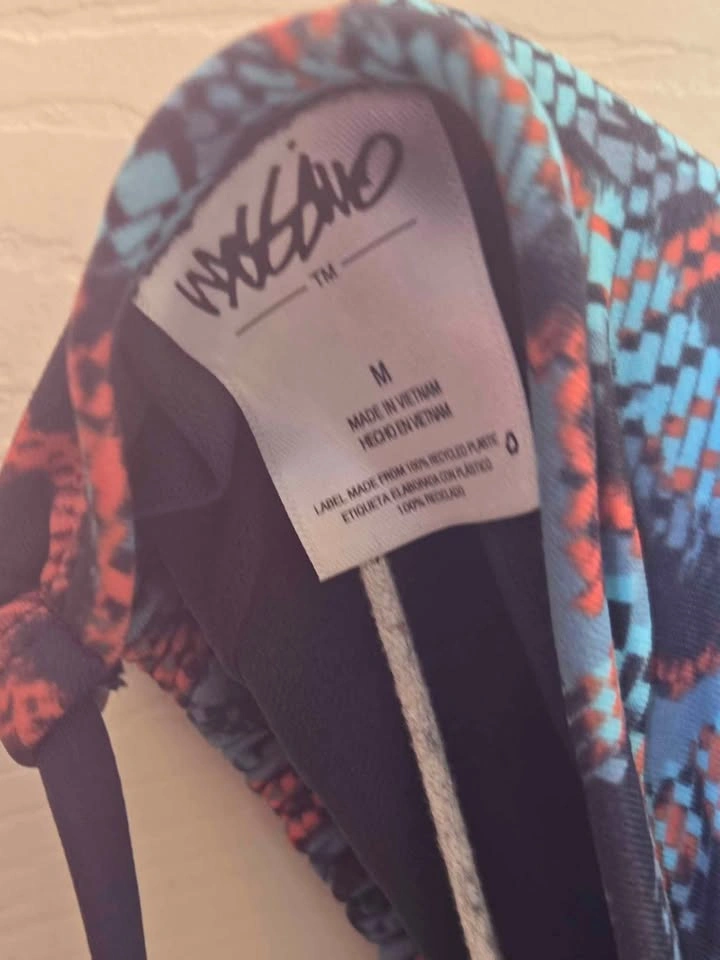 MOSSIMO
TM
M
MADE IN VIETNAM
HECHO EN VIETNAM
LABEL MADE FROM 100% RECYCLED PLASTIC
ETIQUETA ELABORADA CON PLÁSTICO
100% RECICLADO